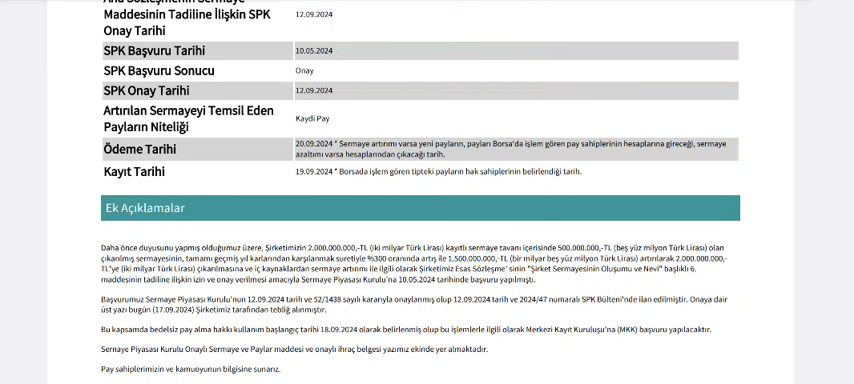 Ana Sözleşmenin Sermaye
Maddesinin Tadiline İlişkin SPK
Onay Tarihi
12.09.2024
SPK Başvuru Tarihi
10.05.2024
SPK Başvuru Sonucu
Onay
SPK Onay Tarihi
12.09.2024
Artırılan Sermayeyi Temsil Eden
Payların Niteliği
Kaydi Pay
Ödeme Tarihi
20.09.2024 * Sermaye artırımı varsa yeni payların, payları Borsa'da işlem gören pay sahiplerinin hesaplarına gireceği, sermaye
azaltımı varsa hesaplarından çıkacağı tarih.
Kayıt Tarihi
19.09.2024 * Borsada işlem gören tipteki payların hak sahiplerinin belirlendiği tarih.
Ek Açıklamalar
Daha önce duyusunu yapmış olduğumuz üzere, Şirketimizin 2.000.000.000,-TL (iki milyar Türk Lirası) kayıtlı sermaye tavanı içerisinde 500.000.000,-TL (beş yüz milyon Türk Lirası) olan
çıkarılmış sermayesinin, tamamı geçmiş yıl karlarından karşılanmak suretiyle %300 oranında artış ile 1.500.000.000,-TL (bir milyar beş yüz milyon Türk Lirası) artırılarak 2.000.000.000,-
TL'ye (iki milyar Türk Lirası) çıkarılmasına ve iç kaynaklardan sermaye artırımı ile ilgili olarak Şirketimiz Esas Sözleşme' sinin "Şirket Sermayesinin Oluşumu ve Nevi" başlıklı 6.
maddesinin tadiline ilişkin izin ve onay verilmesi amacıyla Sermaye Piyasası Kurulu'na 10.05.2024 tarihinde başvuru yapılmıştı.
Başvurumuz Sermaye Piyasası Kurulu'nun 12.09.2024 tarih ve 52/1438 sayılı kararıyla onaylanmış olup 12.09.2024 tarih ve 2024/47 numaralı SPK Bülteni'nde ilan edilmiştir. Onaya dair
üst yazı bugün (17.09.2024) Şirketimiz tarafından tebliğ alınmıştır.
Bu kapsamda bedelsiz pay alma hakkı kullanım başlangıç tarihi 18.09.2024 olarak belirlenmiş olup bu işlemlerle ilgili olarak Merkezi Kayıt Kuruluşu'na (MKK) başvuru yapılacaktır.
Sernaye Piyasası Kurulu Onaylı Sermaye ve Paylar maddesi ve onaylı ihraç belgesi yazımız ekinde yer almaktadır.
Pay sahiplerimizin ve kamuoyunun bilgisine sunarız.